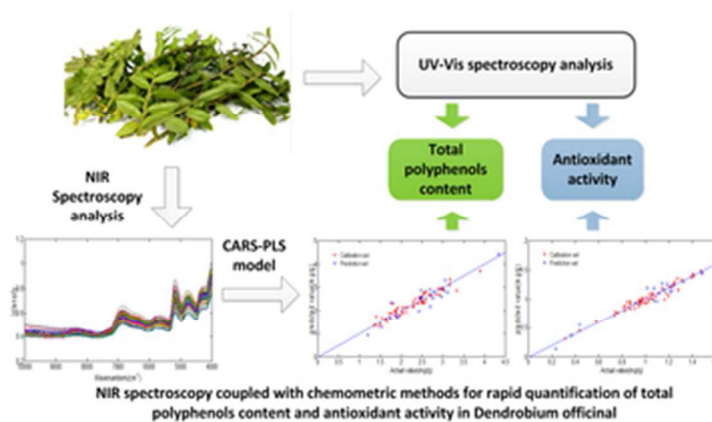 UV-Vis spectroscopy analysis
Total
polyphenols
content
Antioxidant
activity
NIR
Spectroscopy
analysis
CARS-PLS
model
Calibration set
Prediction set
Calibration set
Prediction set
NIR spectroscopy coupled with chemometric methods for rapid quantification of total
polyphenols content and antioxidant activity in Dendrobium officinal